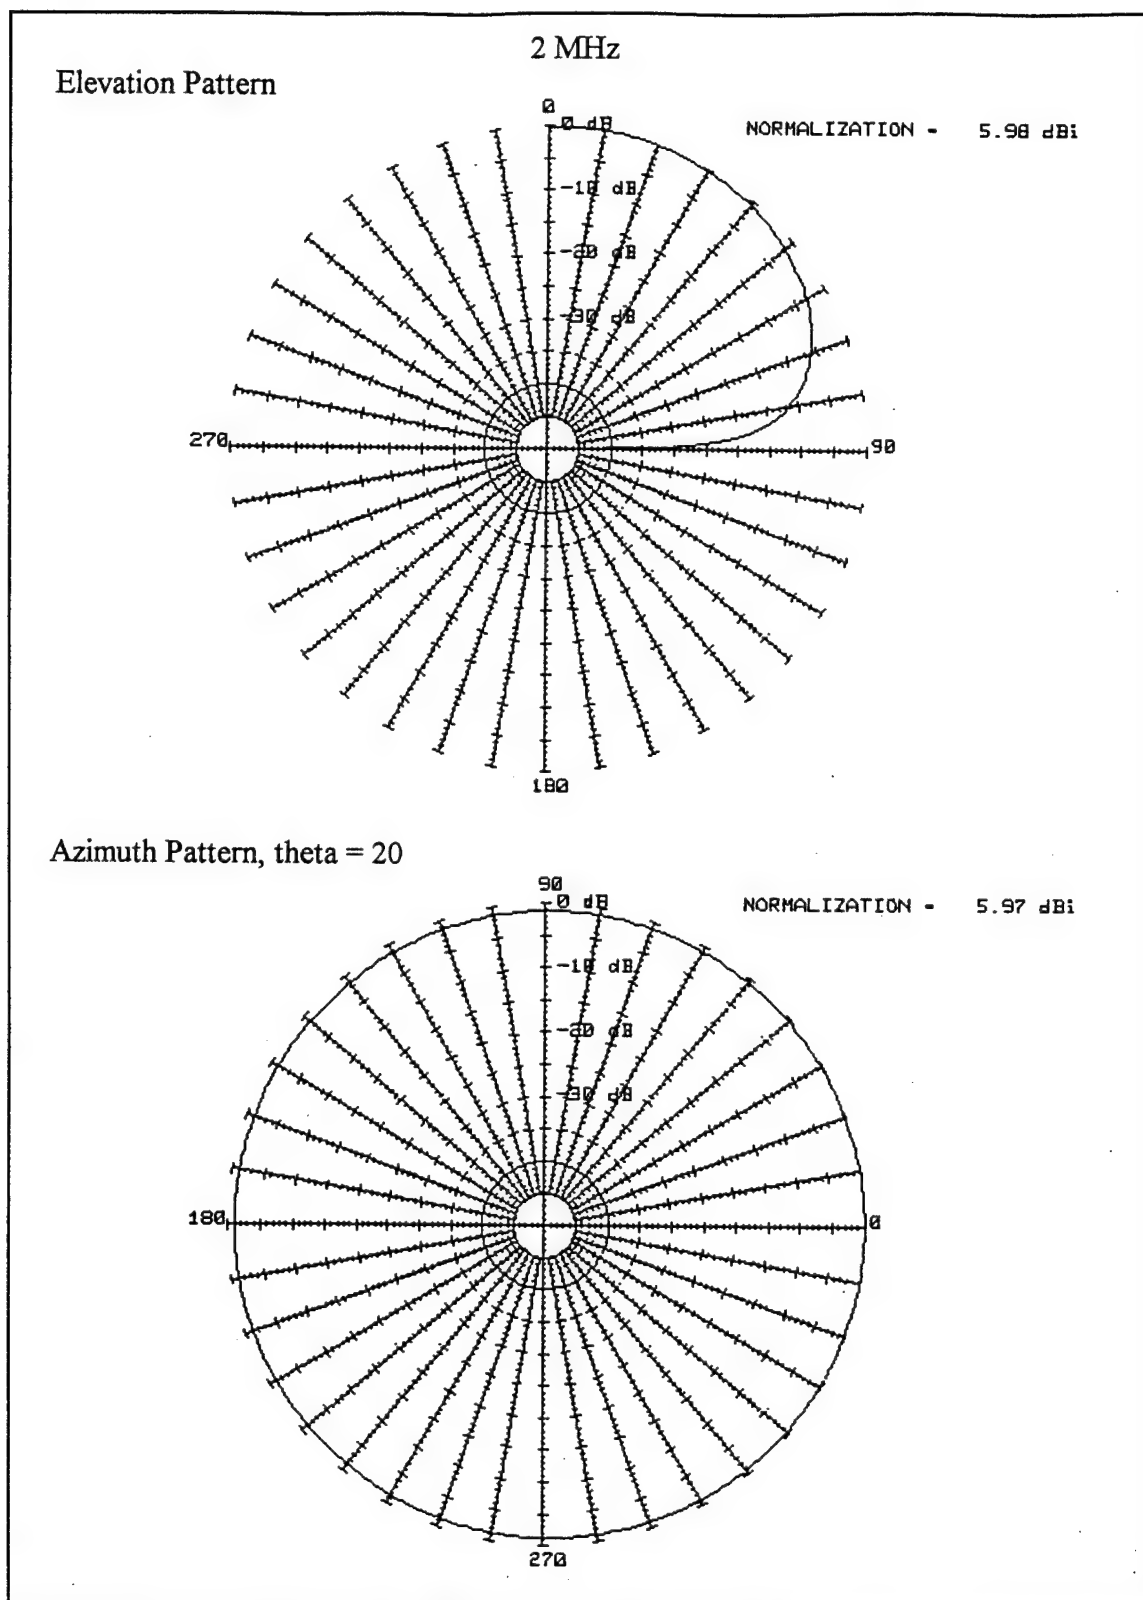 2 MHz
Elevation Pattern
0
0 dB
NORMALIZATION - 5.98 dBi
-10 dB
-20 dB
-30 dB
270
90
180
Azimuth Pattern, theta = 20
90
0 dB
NORMALIZATION - 5.97 dBi
-10 dB
-20 dB
-30 dB
180
0
270